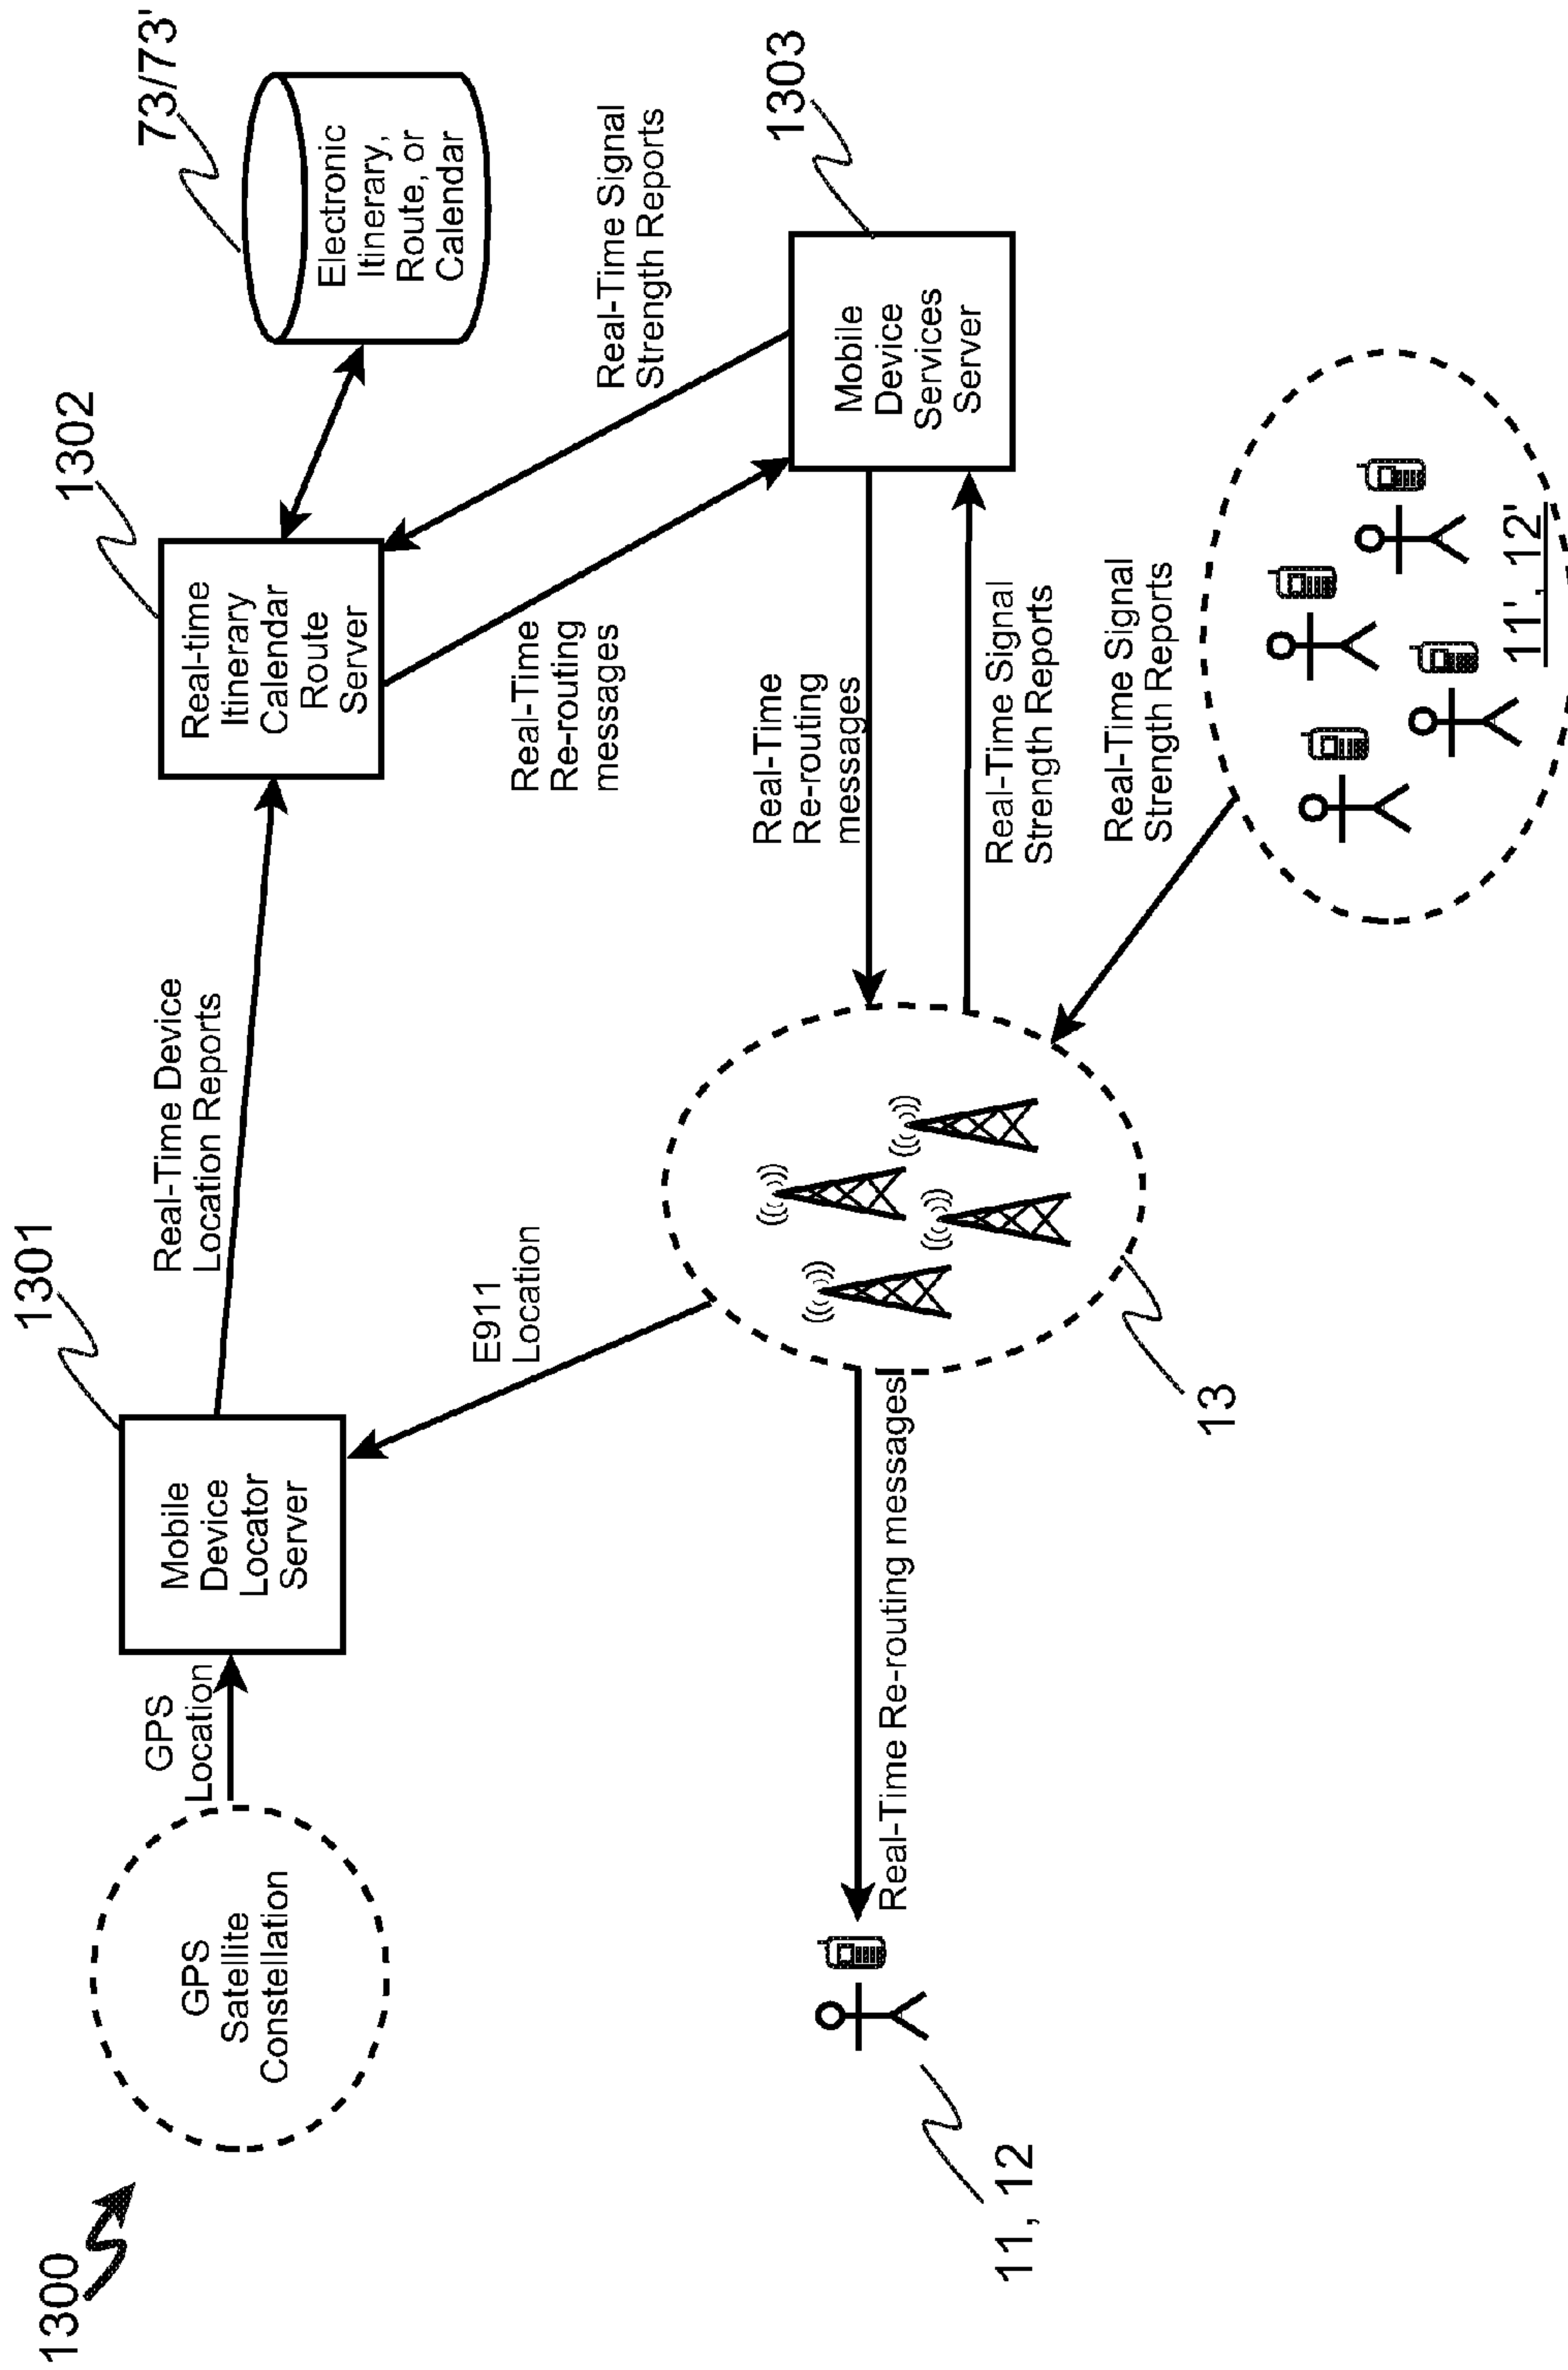 1300
GPS
Satellite
Constellation
GPS
Location
1301
Mobile
Device
Locator
Server
Real-Time Device
Location Reports
1302
Real-time
Itinerary
Calendar
Route
Server
73/73'
Electronic
Itinerary,
Route, or
Calendar
E911
Location
Real-Time
Re-routing
messages
Real-Time Signal
Strength Reports
1303
Mobile
Device
Services
Server
Real-Time
Re-routing
messages
Real-Time Signal
Strength Reports
11, 12
Real-Time Re-routing messages
13
Real-Time Signal
Strength Reports
11', 12'